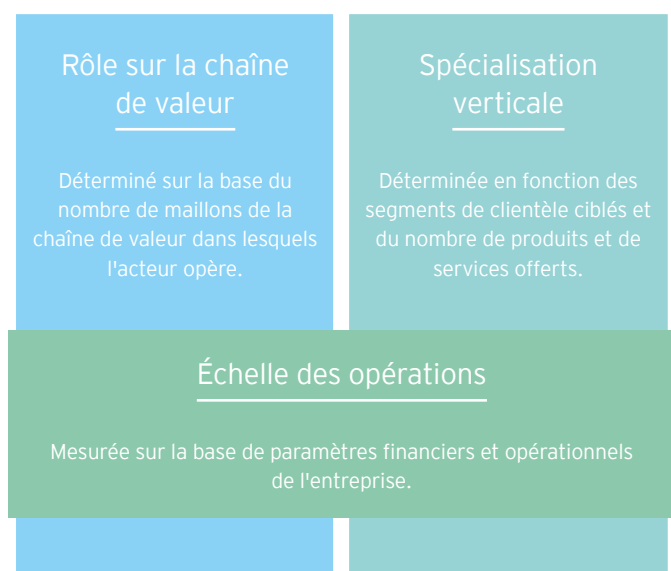 Rôle sur la chaîne
de valeur
Déterminé sur la base du
nombre de maillons de la
chaîne de valeur dans lesquels
l'acteur opère.
Spécialisation
verticale
Déterminée en fonction des
segments de clientèle ciblés et
du nombre de produits et de
services offerts.
Échelle des opérations
Mesurée sur la base de paramètres financiers et opérationnels
de l'entreprise.